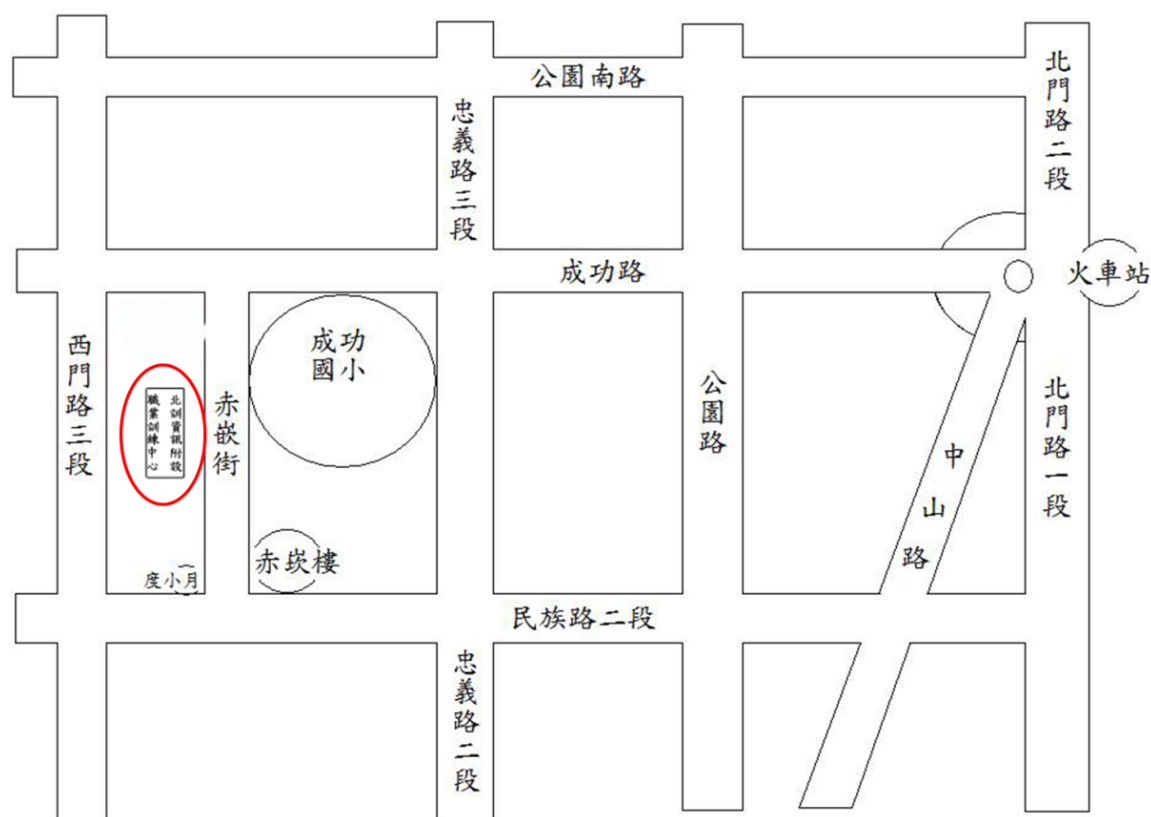 公園南路
北門路二段
忠義路三段
成功路
火車站
西門路三段
北訓資訊附設
職業訓練中心
赤嵌街
成功
國小
公園路
中山路
北門路一段
赤崁樓
度小月
民族路二段
忠義路二段